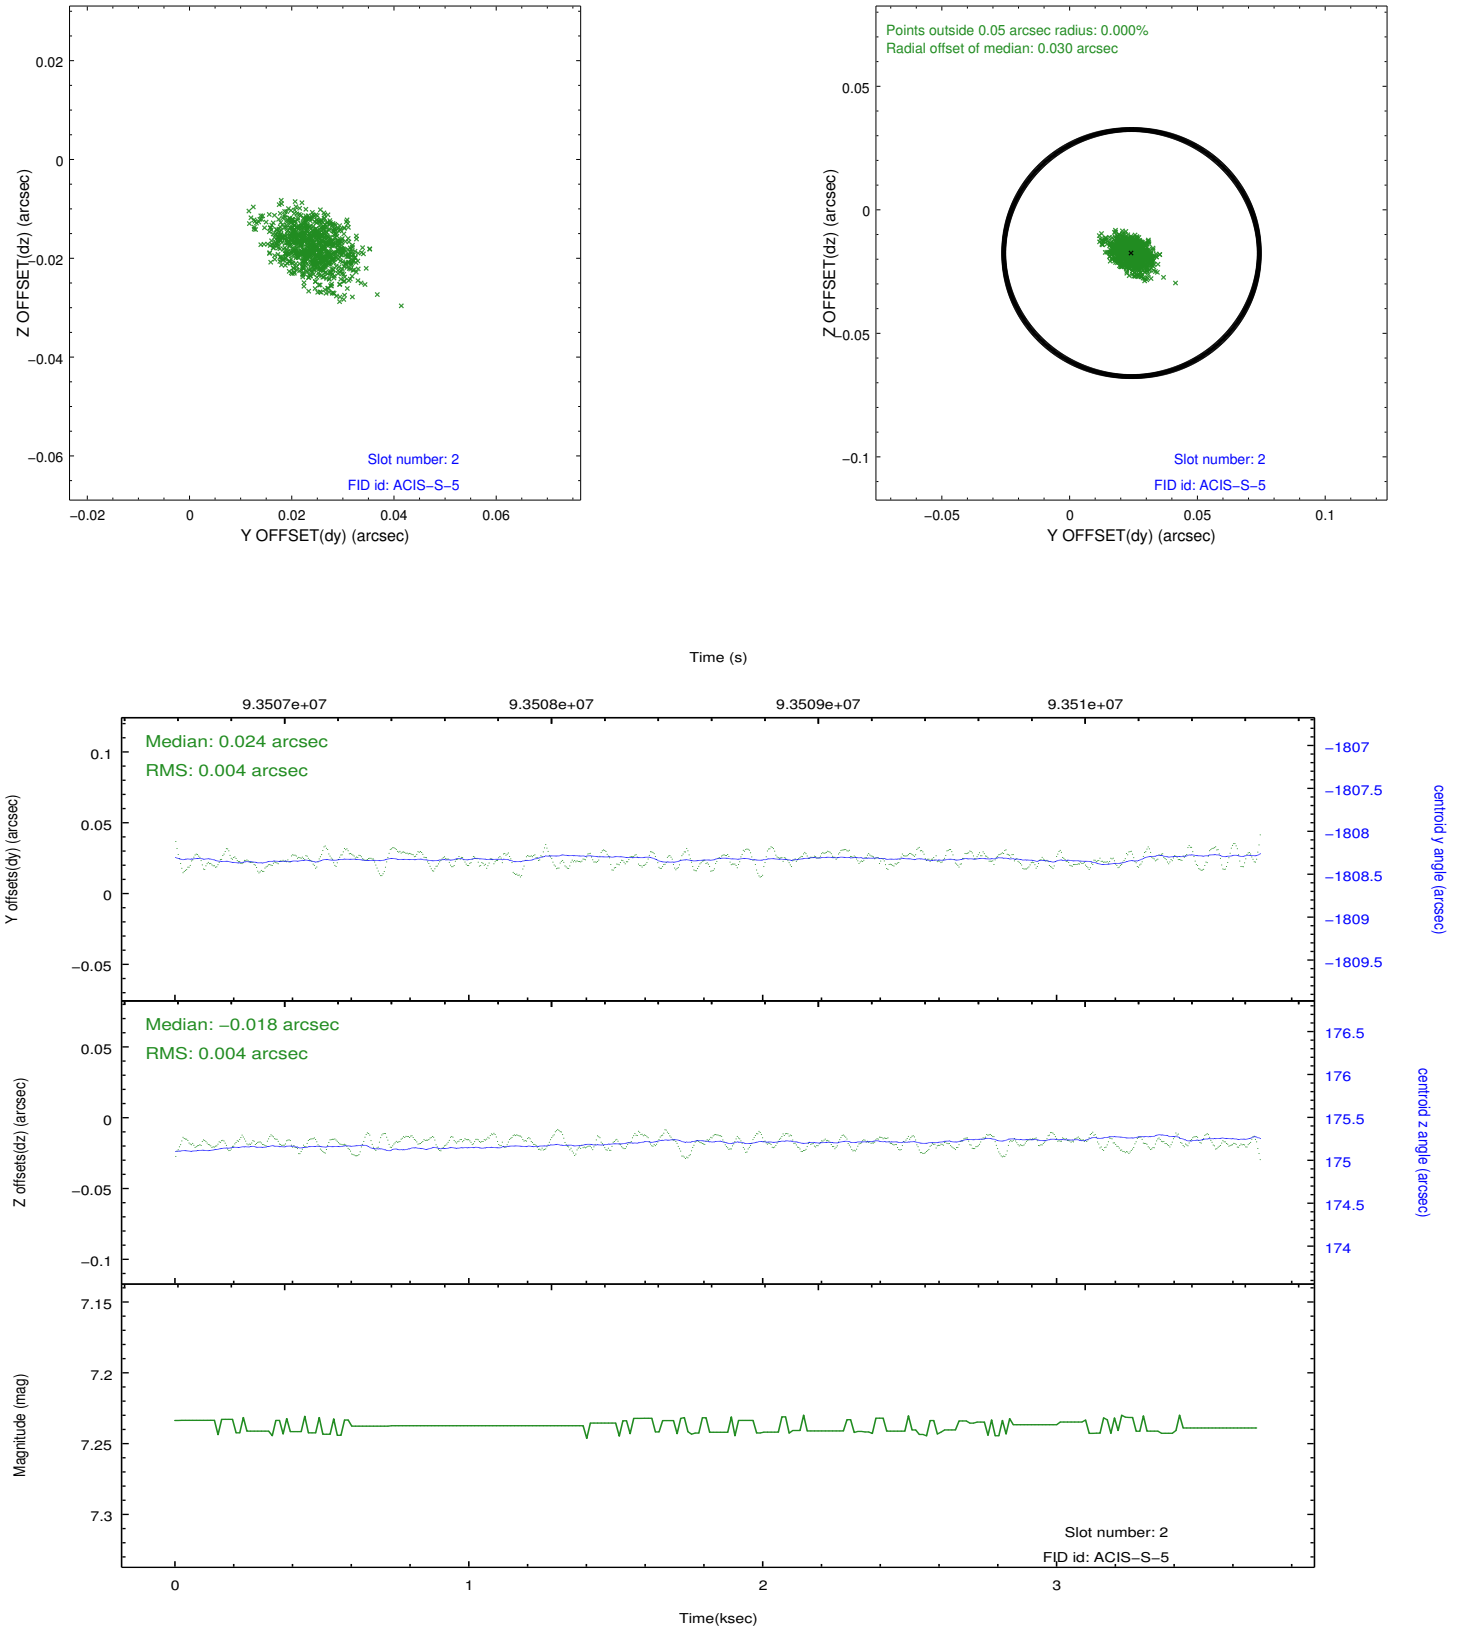 0.02
0
−0.02
−0.04
−0.06
Z OFFSET(dz) (arcsec)
Slot number: 2
FID id: ACIS−S−5
−0.02
0
0.02
0.04
0.06
Y OFFSET(dy) (arcsec)
Points outside 0.05 arcsec radius: 0.000%
Radial offset of median: 0.030 arcsec
0.05
0
−0.05
−0.1
Z OFFSET(dz) (arcsec)
Slot number: 2
FID id: ACIS−S−5
−0.05
0
0.05
0.1
Y OFFSET(dy) (arcsec)
Time (s)
9.3507e+07
9.3508e+07
9.3509e+07
9.351e+07
Median: 0.024 arcsec
RMS: 0.004 arcsec
0.1
0.05
0
−0.05
Y offsets(dy) (arcsec)
−1807
−1807.5
−1808
−1808.5
−1809
−1809.5
centroid y angle (arcsec)
Median: −0.018 arcsec
RMS: 0.004 arcsec
0.05
0
−0.05
−0.1
Z offsets(dz) (arcsec)
176.5
176
175.5
175
174.5
174
centroid z angle (arcsec)
7.15
7.2
7.25
7.3
Magnitude (mag)
Slot number: 2
FID id: ACIS−S−5
0
1
2
3
Time(ksec)